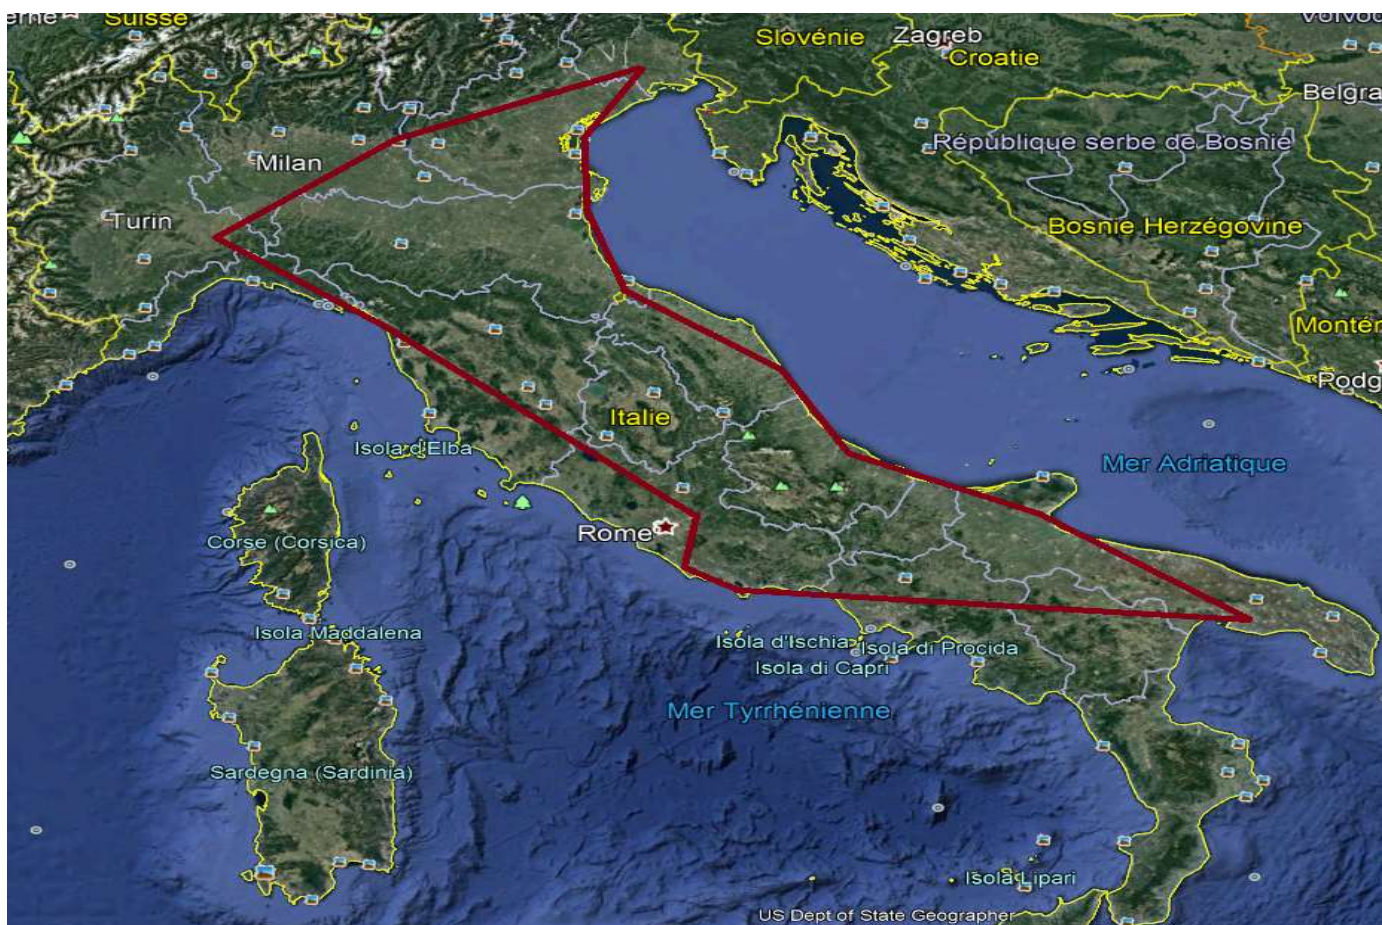 Suisse
Slovénie
Zagreb
Croatie
Belgra
République serbe de Bosnie
Milan
Turin
Bosnie Herzégovine
Monté
Podg
Italie
Isola d'Elba
Mer Adriatique
Rome
Corse (Corsica)
Isola Maddalena
Isola d'Ischia
Isola di Procida
Isola di Capri
Mer Tyrrhénienne
Sardegna (Sardinia)
Isola Lipari
US Dept of State Geographer